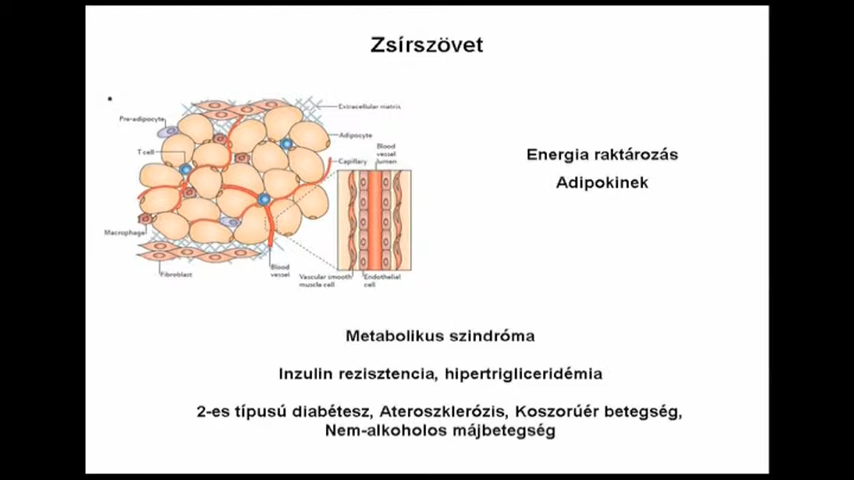 Zsírszövet
Extracellular matrix
Pre-adipocyte
Adipocyte
T cell
Blood
vessel
lumen
Capillary
Macrophage
Fibroblast
Blood
vessel
Vascular smooth
muscle cell
Endothelial
cell
Energia raktározás
Adipokinek
Metabolikus szindróma
Inzulin rezisztencia, hipertrigliceridémia
2-es típusú diabétesz, Ateroszklerózis, Koszorúér betegség,
Nem-alkoholos májbetegség